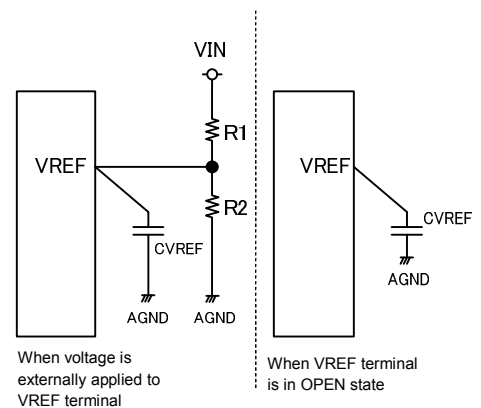 VIN
R1
VREF
R2
CVREF
AGND
AGND
When voltage is
externally applied to
VREF terminal
VREF
CVREF
AGND
When VREF terminal
is in OPEN state